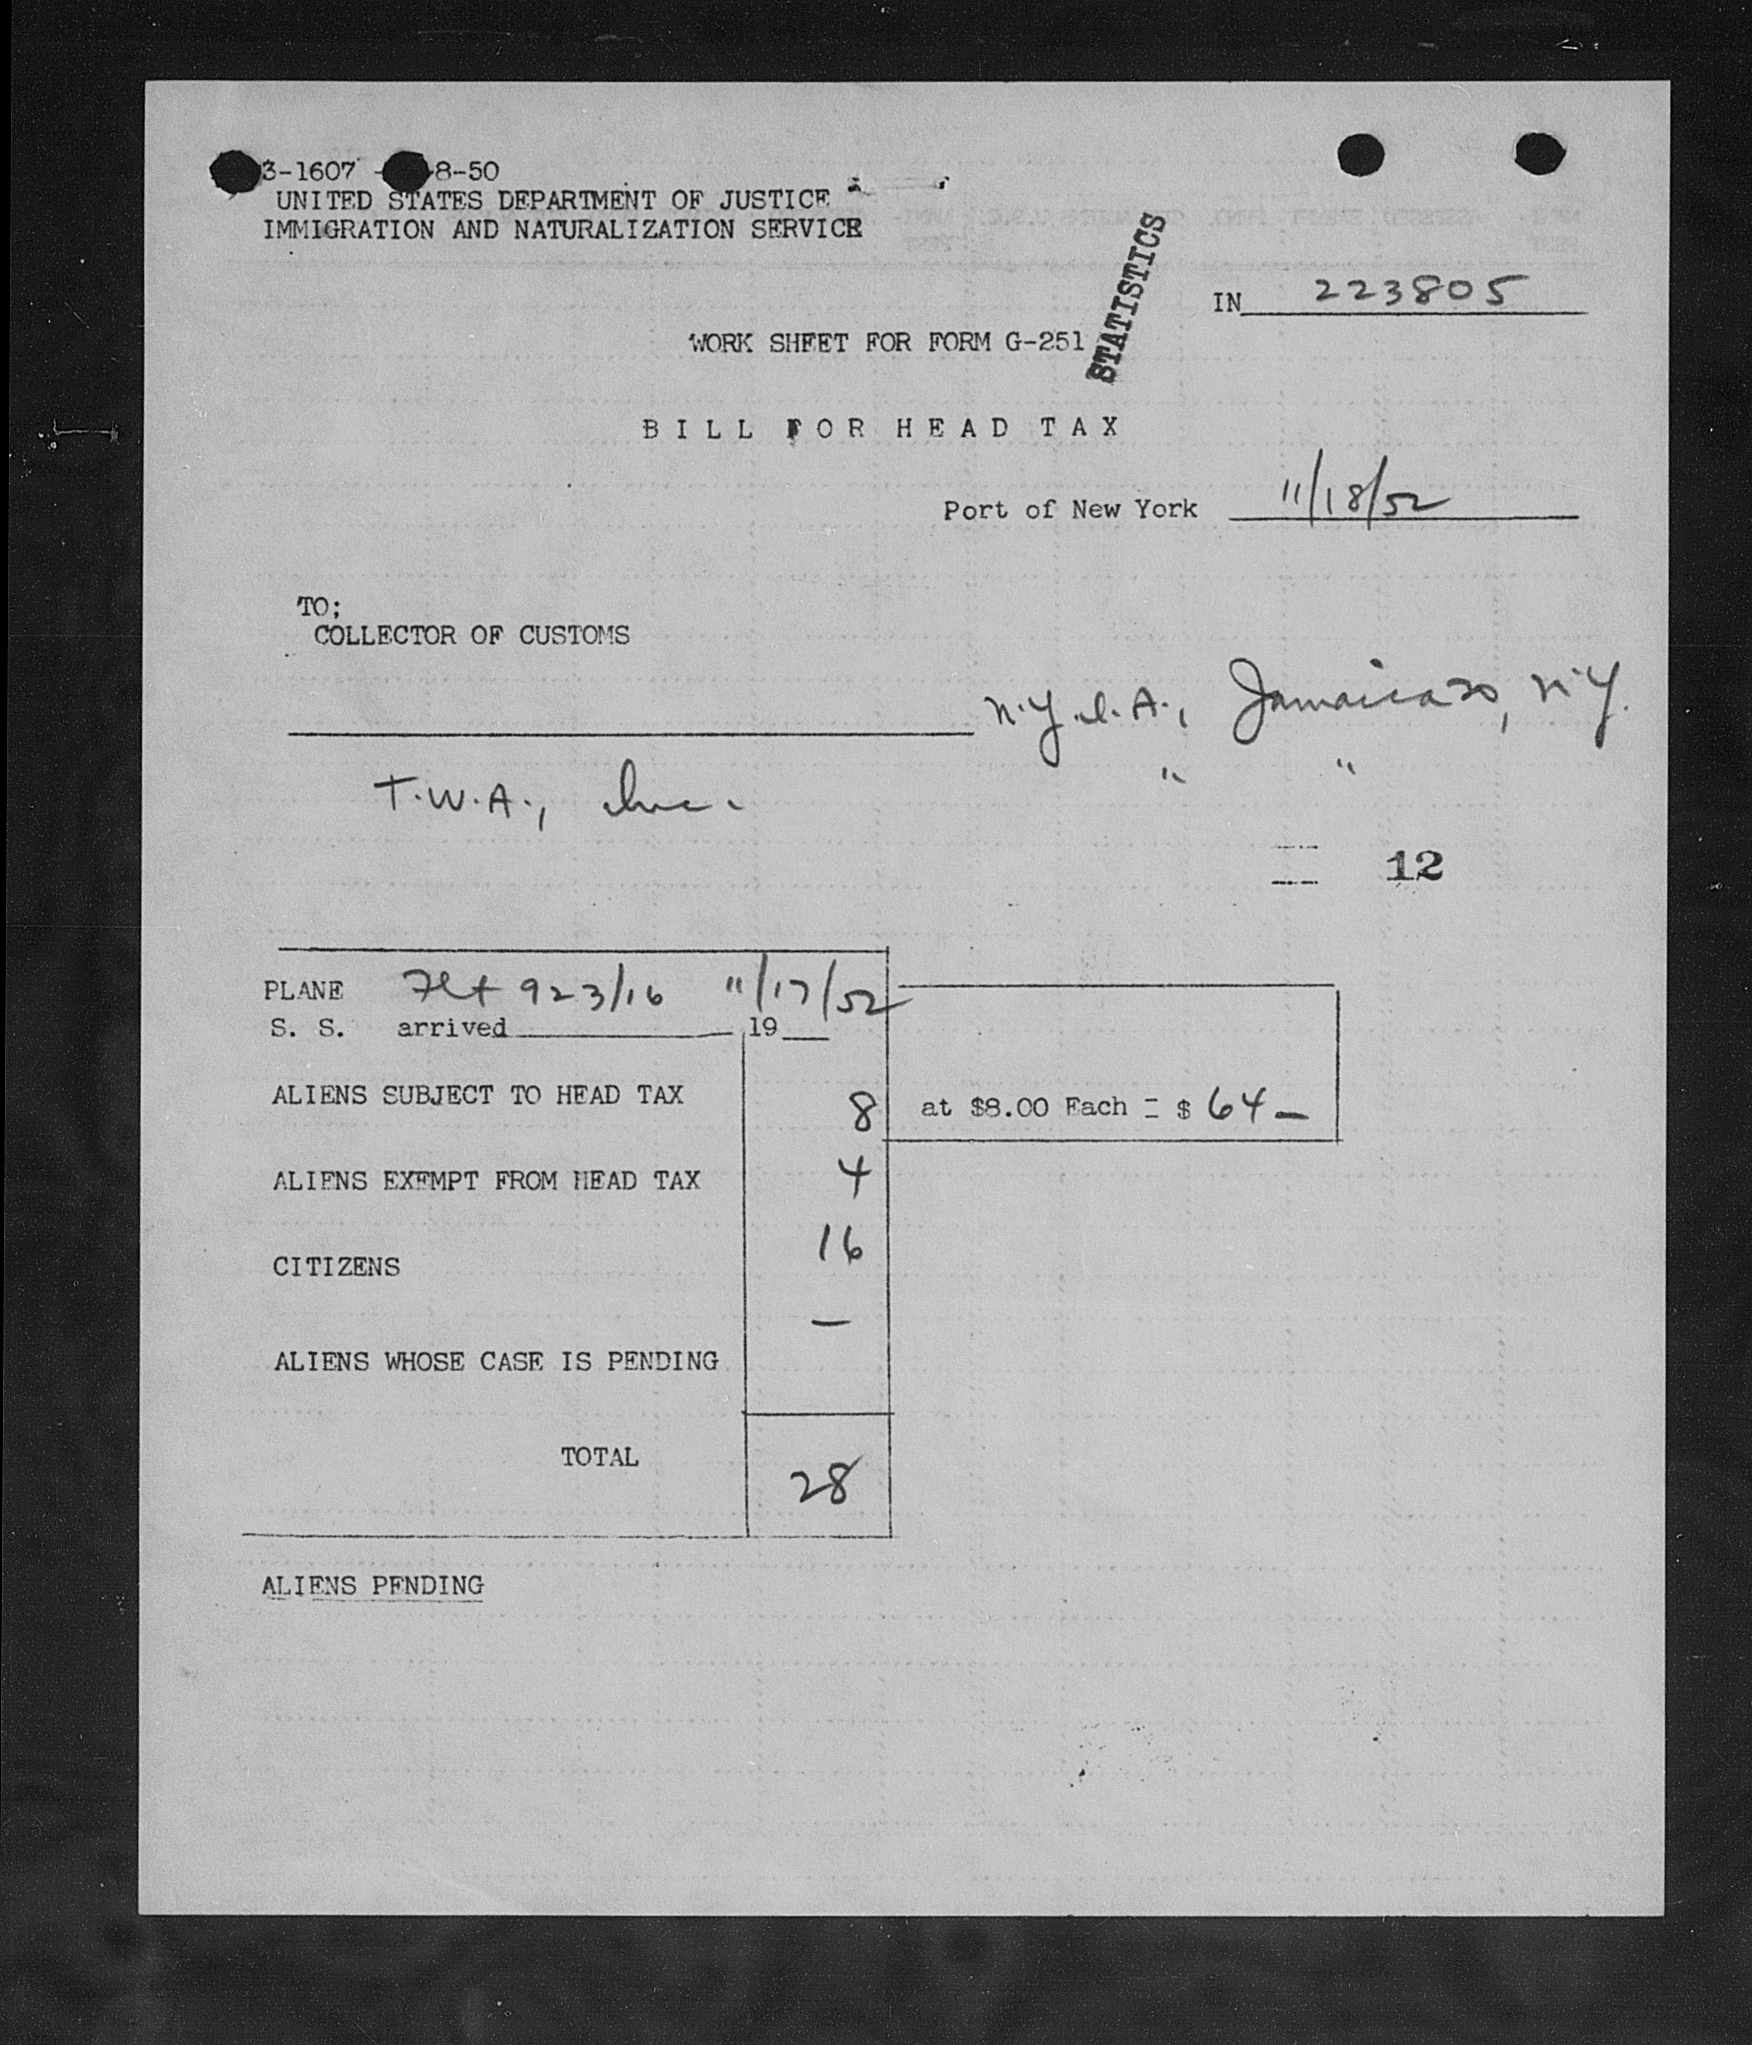 3-1607 - 8-50
UNITED STATES DEPARTMENT OF JUSTICE
IMMIGRATION AND NATURALIZATION SERVICE
STATISTICS
IN 223805
WORK SHEET FOR FORM G-251
BILL FOR HEAD TAX
Port of New York 11/18/52
TO;
COLLECTOR OF CUSTOMS
N.Y.I.A., Jamaica 30, N.Y.
T.W.A., Inc. " "
12
PLANE Flt 923/16 11/17/52
S. S. arrived 19
ALIENS SUBJECT TO HEAD TAX 8 at $8.00 Each = $ 64 —
ALIENS EXEMPT FROM HEAD TAX 4
CITIZENS 16
ALIENS WHOSE CASE IS PENDING —
TOTAL 28
ALIENS PENDING